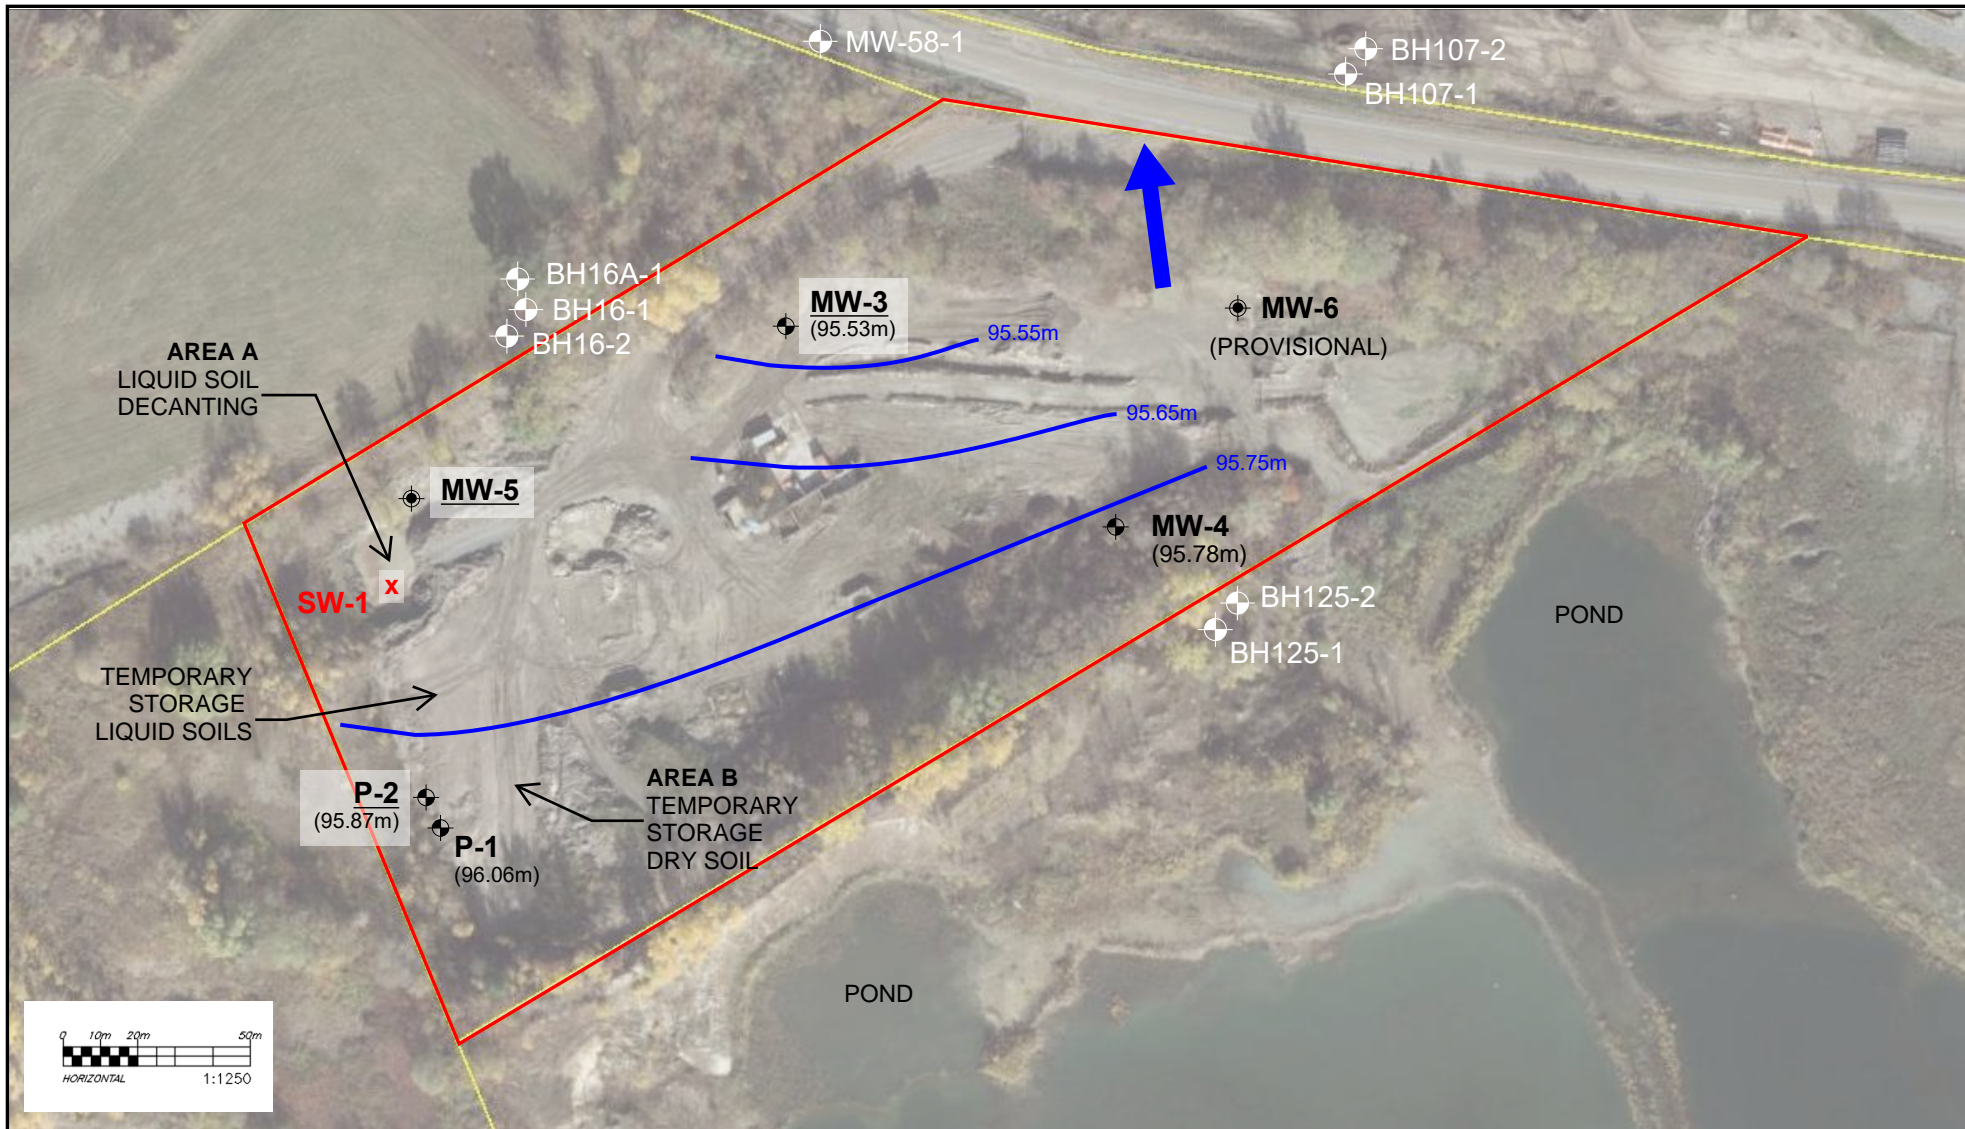 MW-58-1
BH107-2
BH107-1
BH16A-1
BH16-1
BH16-2
MW-3
(95.53m)
95.55m
MW-6
(PROVISIONAL)
AREA A
LIQUID SOIL
DECANTING
95.65m
95.75m
MW-5
MW-4
(95.78m)
x
SW-1
BH125-2
BH125-1
POND
TEMPORARY
STORAGE
LIQUID SOILS
P-2
(95.87m)
P-1
(96.06m)
AREA B
TEMPORARY
STORAGE
DRY SOIL
POND
0 10m 20m 50m
HORIZONTAL 1:1250